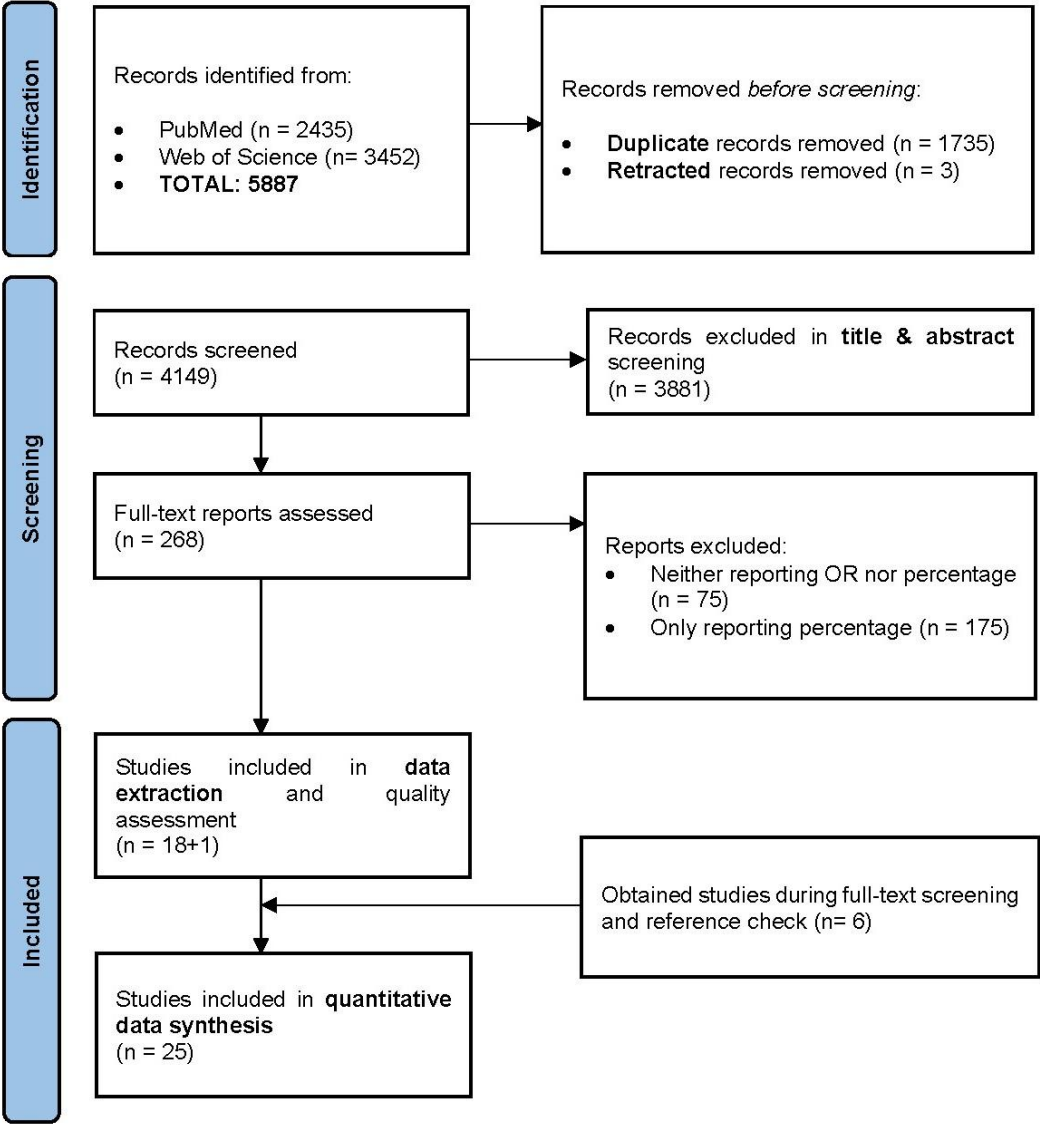 Identification
Records identified from:
• PubMed (n = 2435)
• Web of Science (n= 3452)
• TOTAL: 5887
Records removed before screening:
• Duplicate records removed (n = 1735)
• Retracted records removed (n = 3)
Screening
Records screened
(n = 4149)
Records excluded in title & abstract
screening
(n = 3881)
Full-text reports assessed
(n = 268)
Reports excluded:
• Neither reporting OR nor percentage
(n = 75)
• Only reporting percentage (n = 175)
Included
Studies included in data
extraction and quality
assessment
(n = 18+1)
Obtained studies during full-text screening
and reference check (n= 6)
Studies included in quantitative
data synthesis
(n = 25)